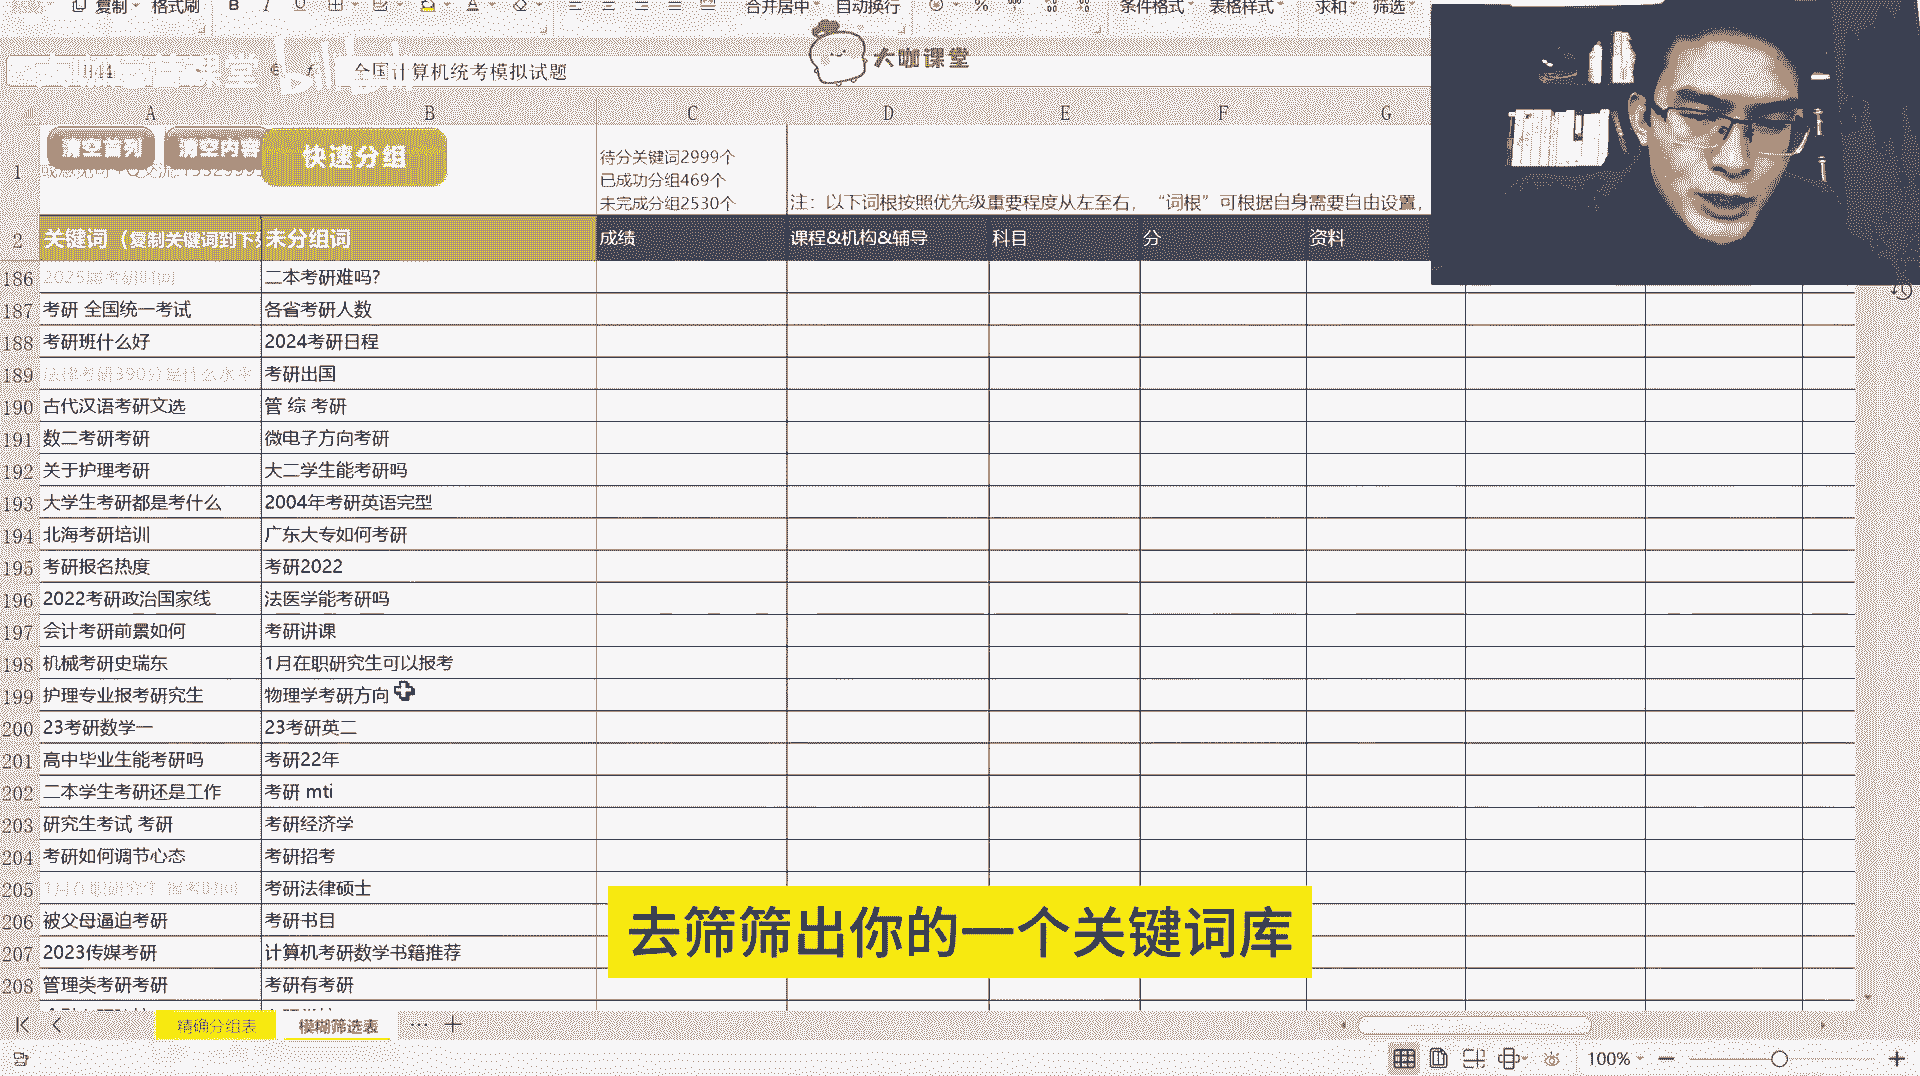 复制 格式刷 B I U A 合并居中 自动换行 % 条件格式 表格样式 求和 筛选
大咖课堂
全国计算机统考模拟试题
A B C D E F G
清空首列 清空内容 快速分组
1
待分关键词2999个
已成功分组469个
未完成分组2530个
注：以下词根按照优先级重要程度从左至右，“词根”可根据自身需要自由设置，
2 关键词（复制关键词到下 未分组词 成绩 课程&机构&辅导 科目 分 资料
186 2023届考研时间 二本考研难吗?
187 考研 全国统一考试 各省考研人数
188 考研班什么好 2024考研日程
189 法律考研390分是什么水平 考研出国
190 古代汉语考研文选 管 综 考研
191 数二考研考研 微电子方向考研
192 关于护理考研 大二学生能考研吗
193 大学生考研都是考什么 2004年考研英语完型
194 北海考研培训 广东大专如何考研
195 考研报名热度 考研2022
196 2022考研政治国家线 法医学能考研吗
197 会计考研前景如何 考研讲课
198 机械考研史瑞东 1月在职研究生可以报考
199 护理专业报考研究生 物理学考研方向
200 23考研数学一 23考研英二
201 高中毕业生能考研吗 考研22年
202 二本学生考研还是工作 考研 mti
203 研究生考试 考研 考研经济学
204 考研如何调节心态 考研招考
205 考研法律硕士
206 被父母逼迫考研 考研书目
207 2023传媒考研 计算机考研数学书籍推荐
208 管理类考研考研 考研有考研
去筛筛出你的一个关键词库
精确分组表 模糊筛选表 ··· +
100%